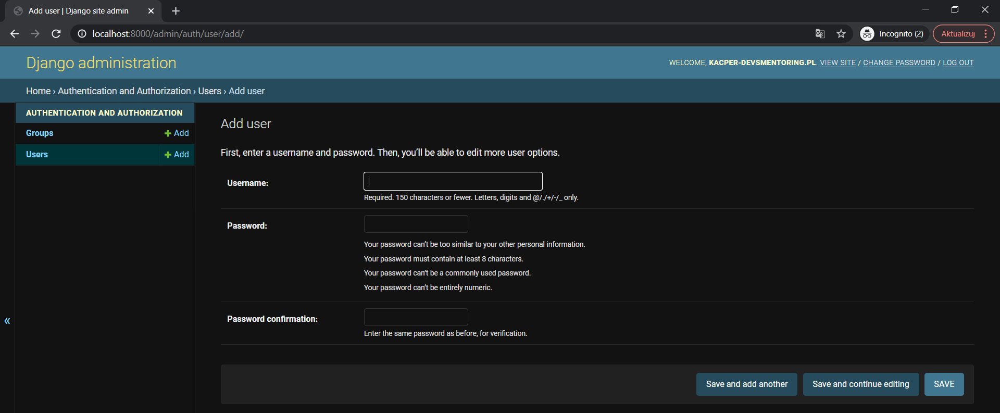 Add user | Django site admin
localhost:8000/admin/auth/user/add/
Incognito (2)
Aktualizuj
Django administration
WELCOME, KACPER-DEVSMENTORING.PL. VIEW SITE / CHANGE PASSWORD / LOG OUT
Home › Authentication and Authorization › Users › Add user
AUTHENTICATION AND AUTHORIZATION
Groups
+ Add
Users
+ Add
«
Add user
First, enter a username and password. Then, you’ll be able to edit more user options.
Username:
Required. 150 characters or fewer. Letters, digits and @/./+/-/_ only.
Password:
Your password can’t be too similar to your other personal information.
Your password must contain at least 8 characters.
Your password can’t be a commonly used password.
Your password can’t be entirely numeric.
Password confirmation:
Enter the same password as before, for verification.
Save and add another
Save and continue editing
SAVE